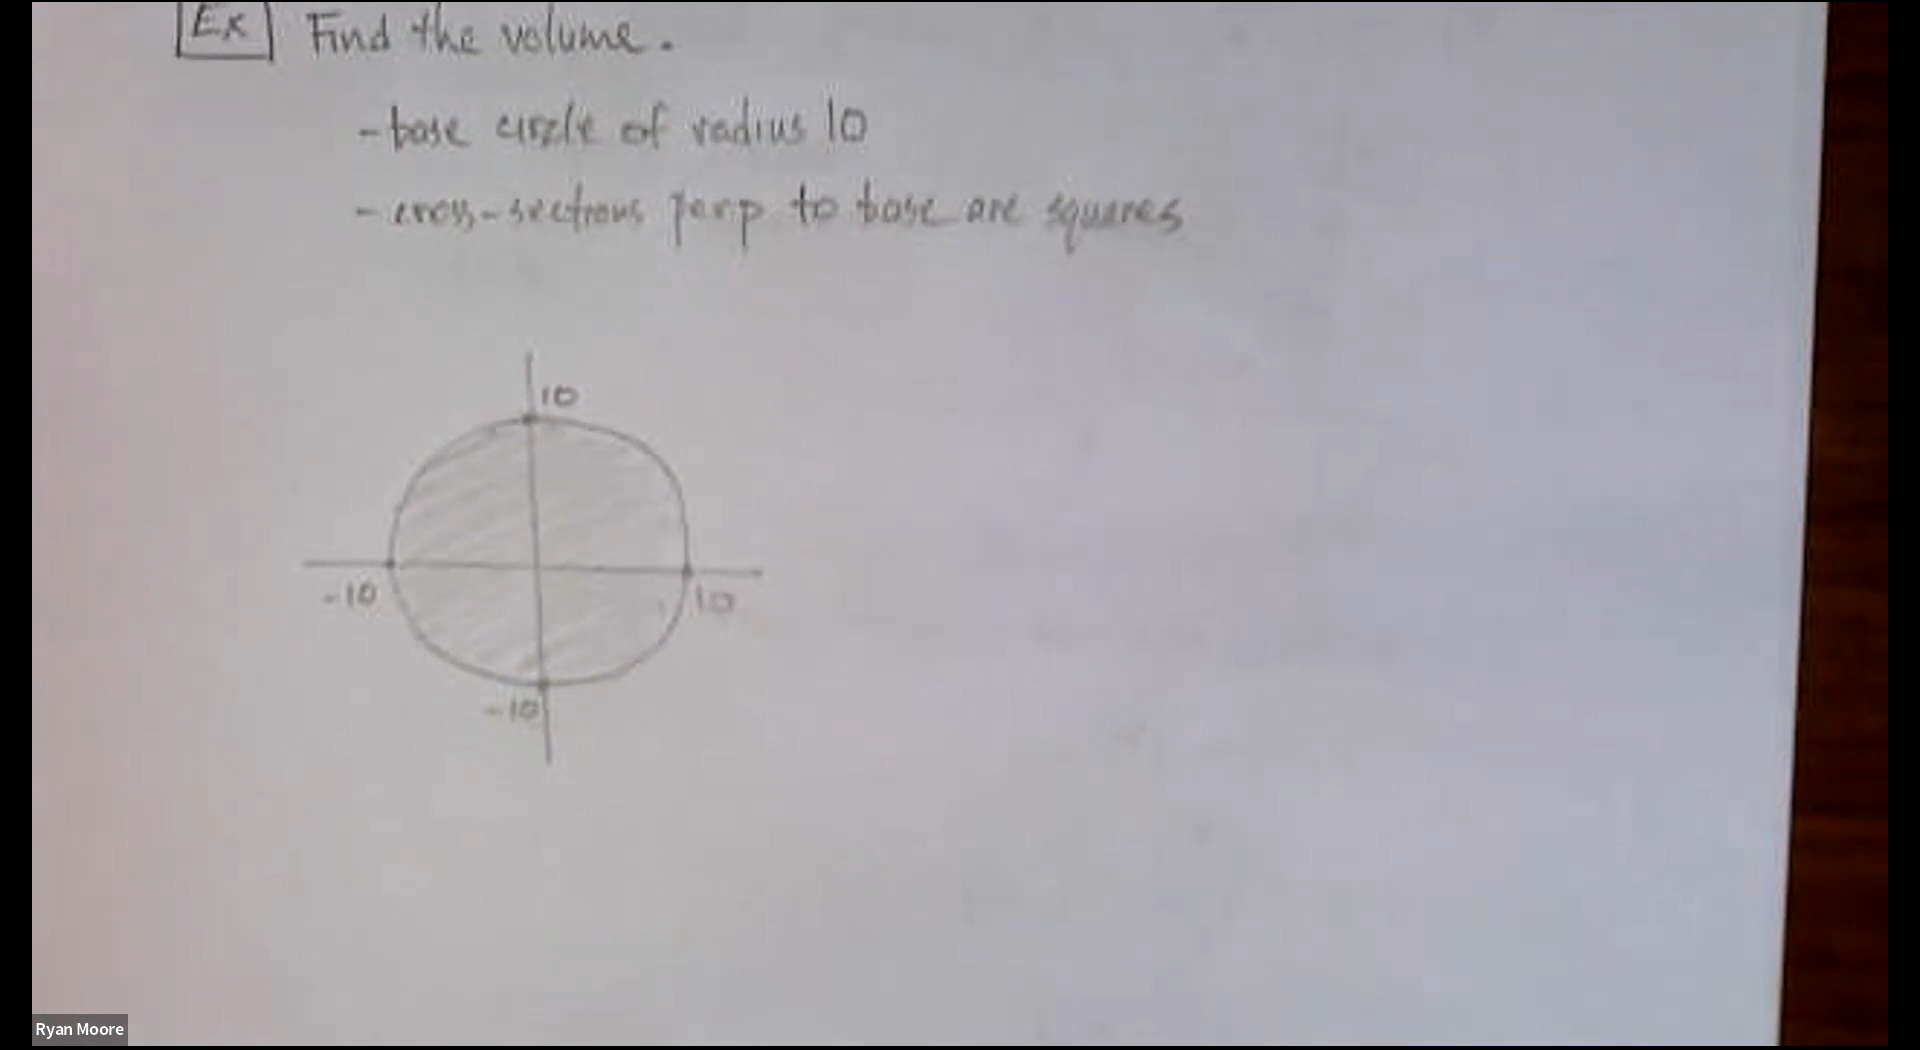 Ex Find the volume.
- base circle of radius 10
- cross-sections perp to base are squares
10
-10 10
-10
Ryan Moore